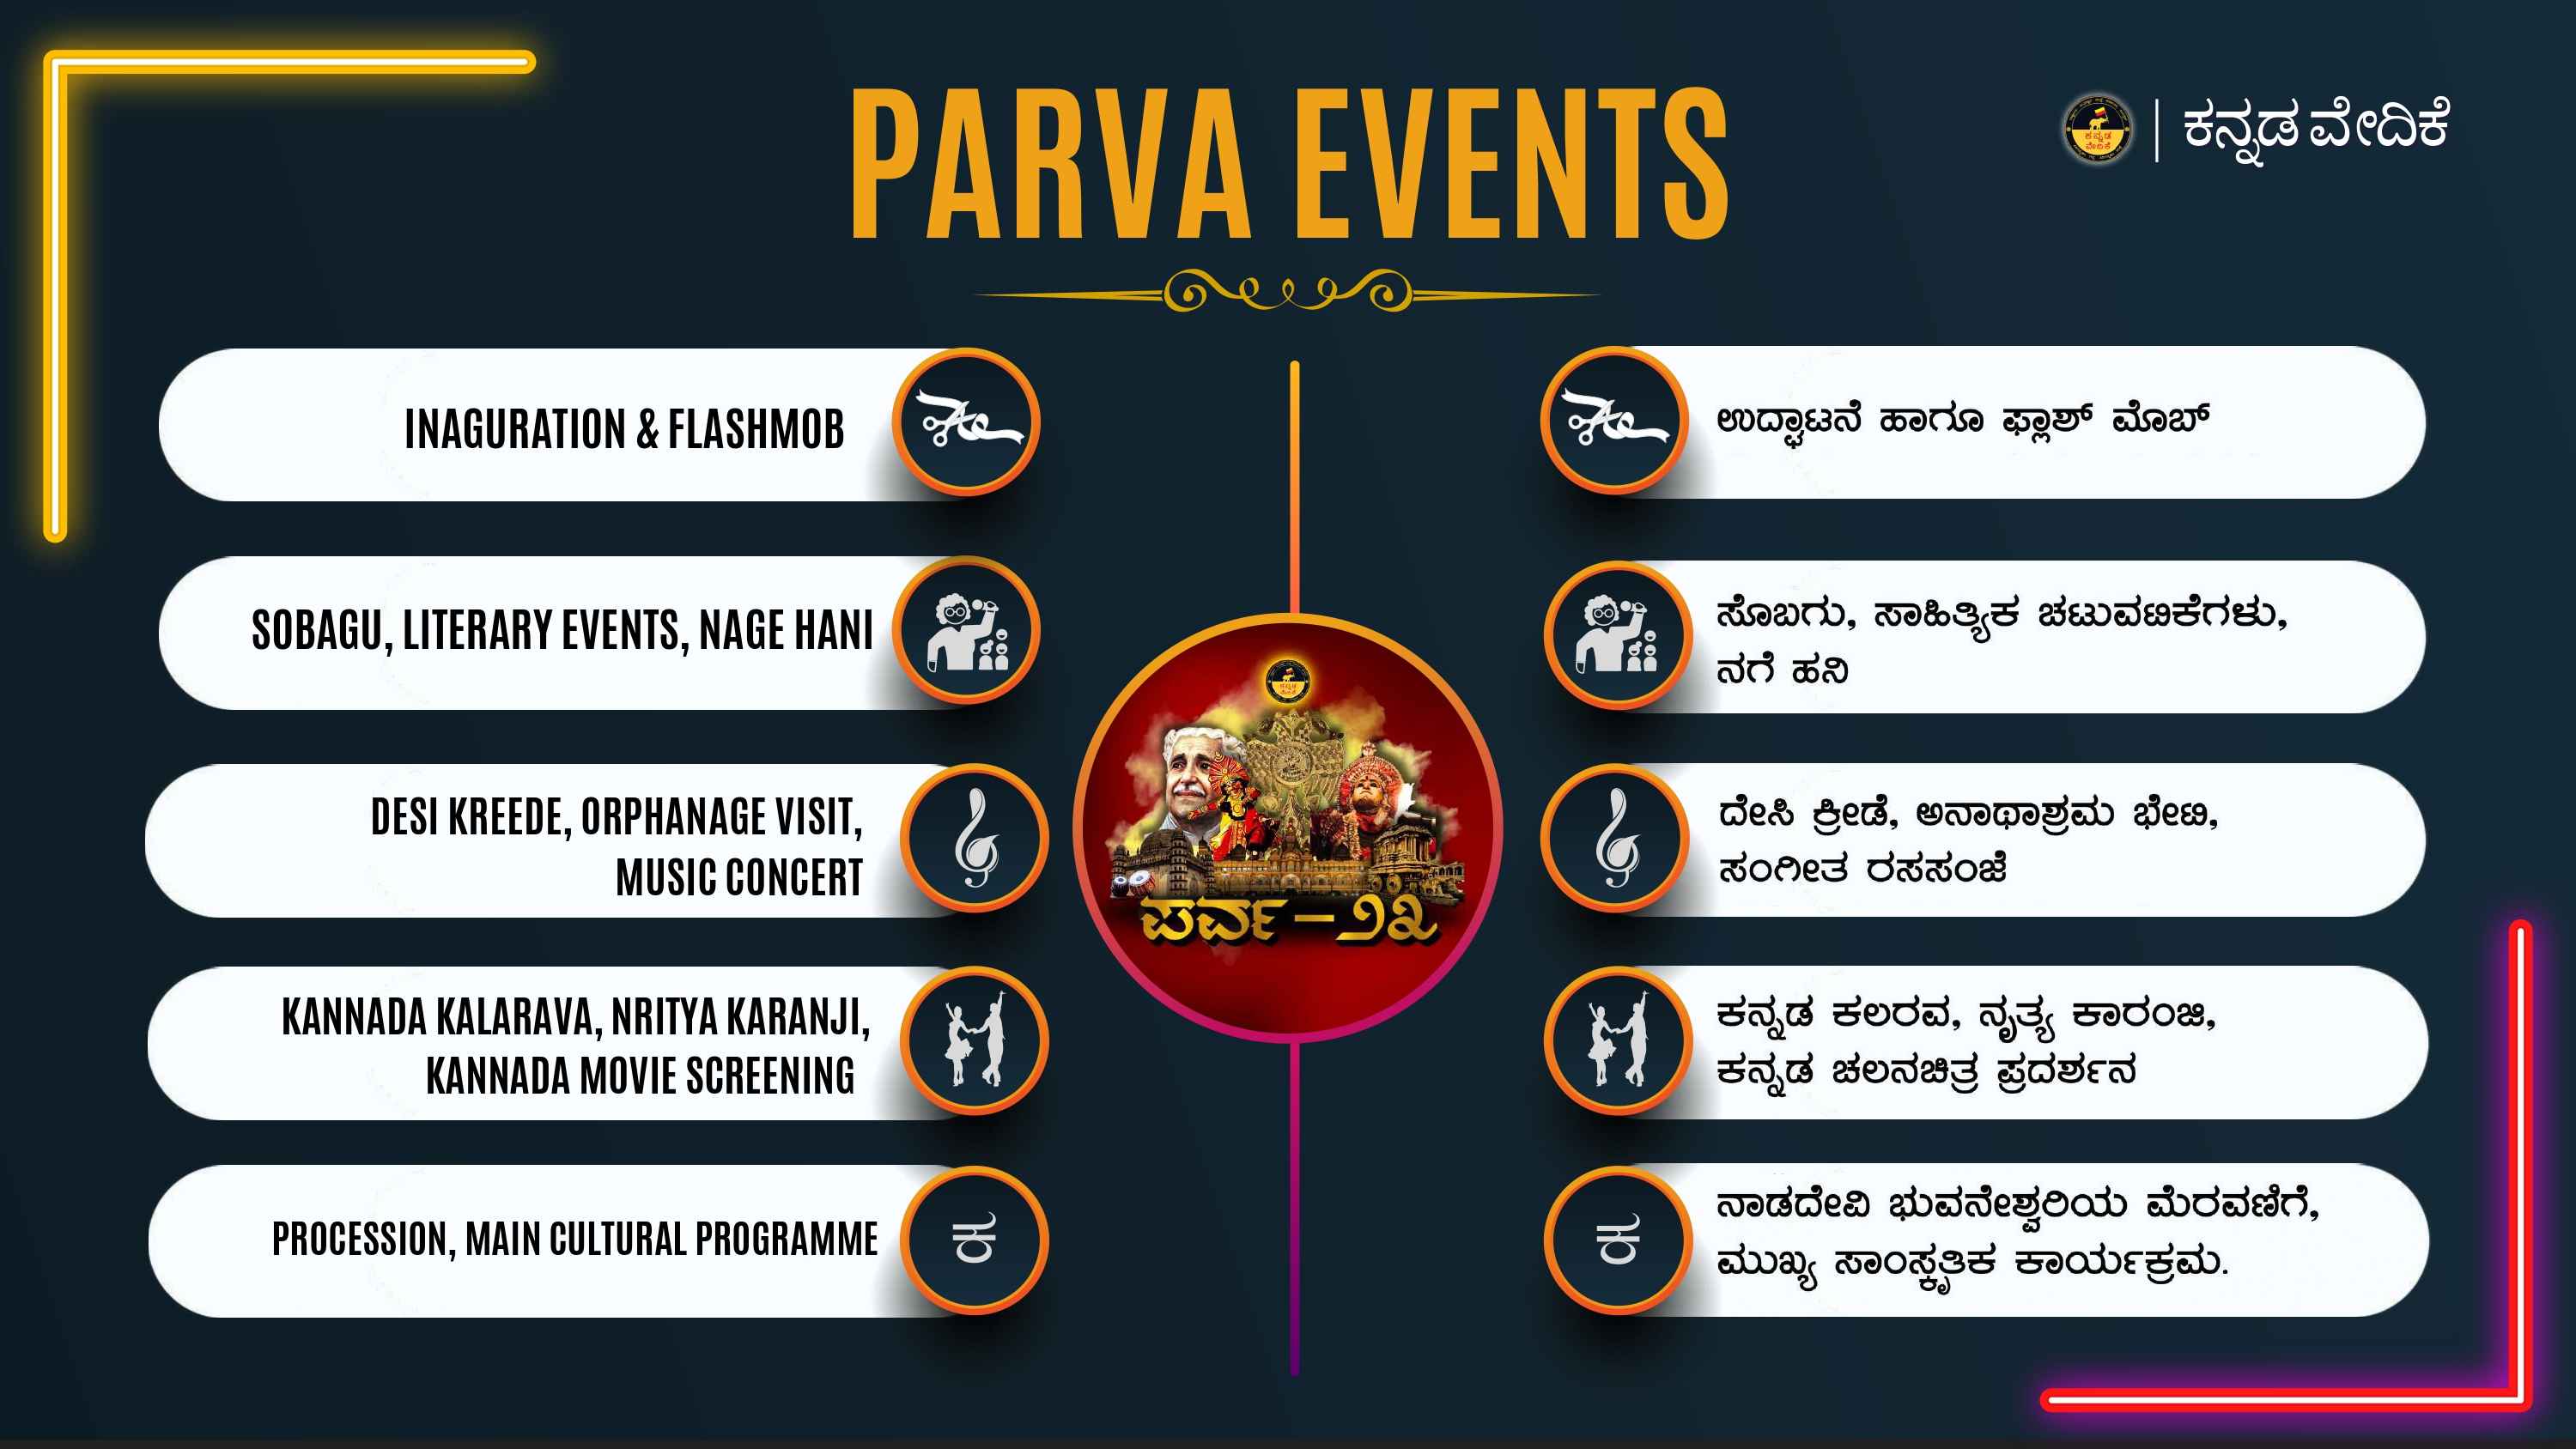 PARVA EVENTS
ಕನ್ನಡ ವೇದಿಕೆ
ಕನ್ನಡ
ವೇದಿಕೆ
INAGURATION & FLASHMOB
SOBAGU, LITERARY EVENTS, NAGE HANI
DESI KREEDE, ORPHANAGE VISIT,
MUSIC CONCERT
KANNADA KALARAVA, NRITYA KARANJI,
KANNADA MOVIE SCREENING
PROCESSION, MAIN CULTURAL PROGRAMME
ಕ
ಪರ್ವ-೨೩
ಉದ್ಘಾಟನೆ ಹಾಗೂ ಫ್ಲಾಶ್ ಮೊಬ್
ಸೊಬಗು, ಸಾಹಿತ್ಯಿಕ ಚಟುವಟಿಕೆಗಳು,
ನಗೆ ಹನಿ
ದೇಸಿ ಕ್ರೀಡೆ, ಅನಾಥಾಶ್ರಮ ಭೇಟಿ,
ಸಂಗೀತ ರಸಸಂಜೆ
ಕನ್ನಡ ಕಲರವ, ನೃತ್ಯ ಕಾರಂಜಿ,
ಕನ್ನಡ ಚಲನಚಿತ್ರ ಪ್ರದರ್ಶನ
ಕ
ನಾಡದೇವಿ ಭುವನೇಶ್ವರಿಯ ಮೆರವಣಿಗೆ,
ಮುಖ್ಯ ಸಾಂಸ್ಕೃತಿಕ ಕಾರ್ಯಕ್ರಮ.